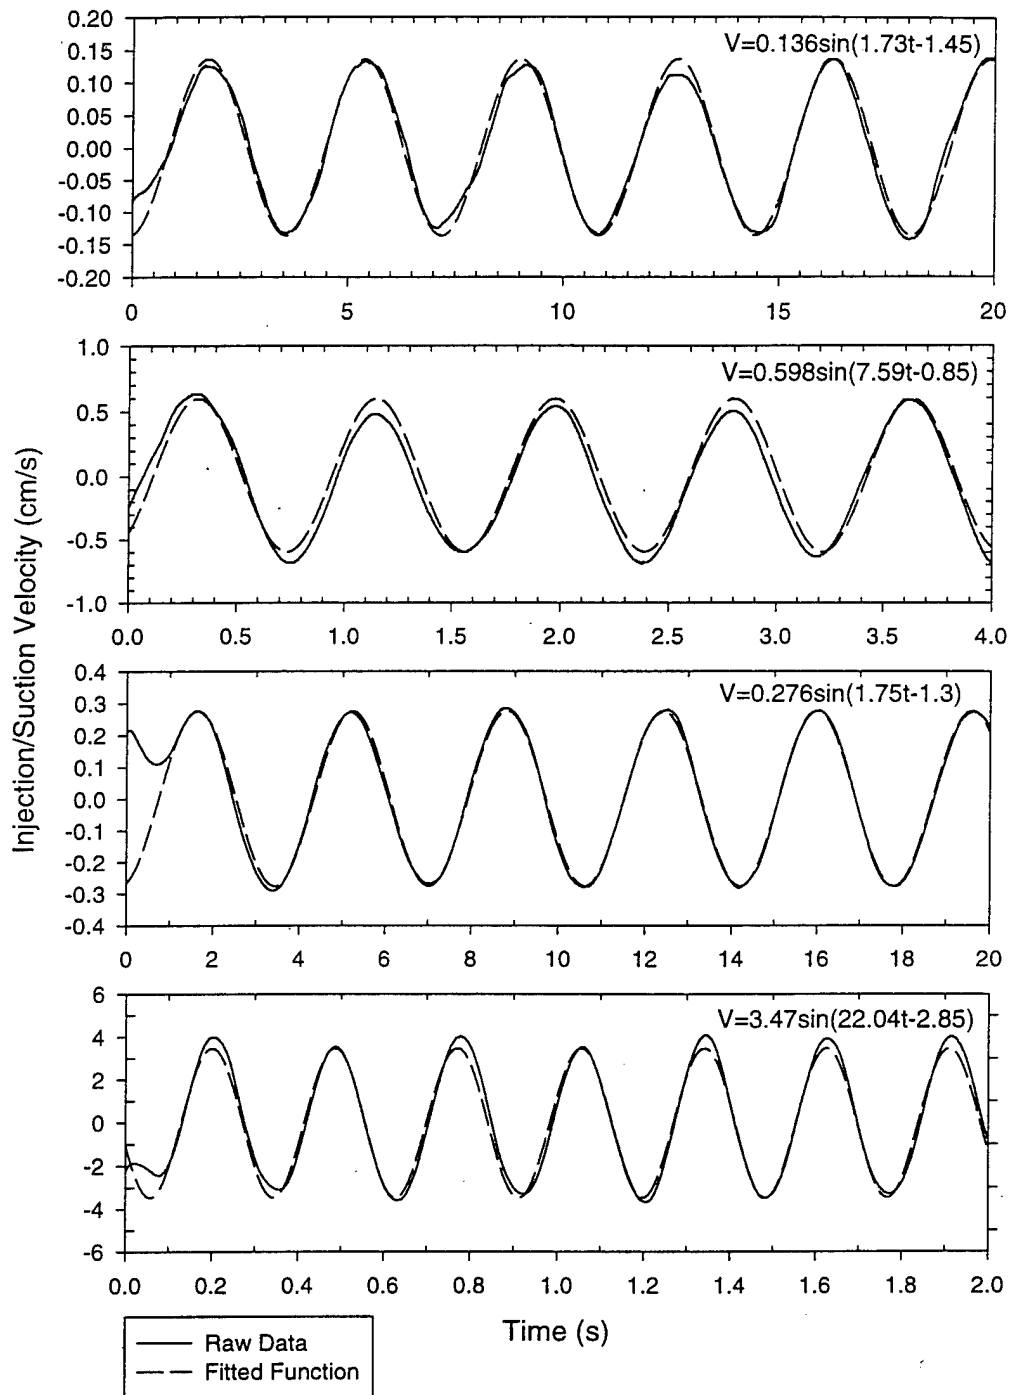 V=0.136sin(1.73t-1.45)
0.20
0.15
0.10
0.05
0.00
-0.05
-0.10
-0.15
-0.20
0 5 10 15 20
V=0.598sin(7.59t-0.85)
1.0
0.5
0.0
-0.5
-1.0
0.0 0.5 1.0 1.5 2.0 2.5 3.0 3.5 4.0
Injection/Suction Velocity (cm/s)
V=0.276sin(1.75t-1.3)
0.4
0.3
0.2
0.1
0.0
-0.1
-0.2
-0.3
-0.4
0 2 4 6 8 10 12 14 16 18 20
V=3.47sin(22.04t-2.85)
6
4
2
0
-2
-4
-6
0.0 0.2 0.4 0.6 0.8 1.0 1.2 1.4 1.6 1.8 2.0
Time (s)
Raw Data
Fitted Function